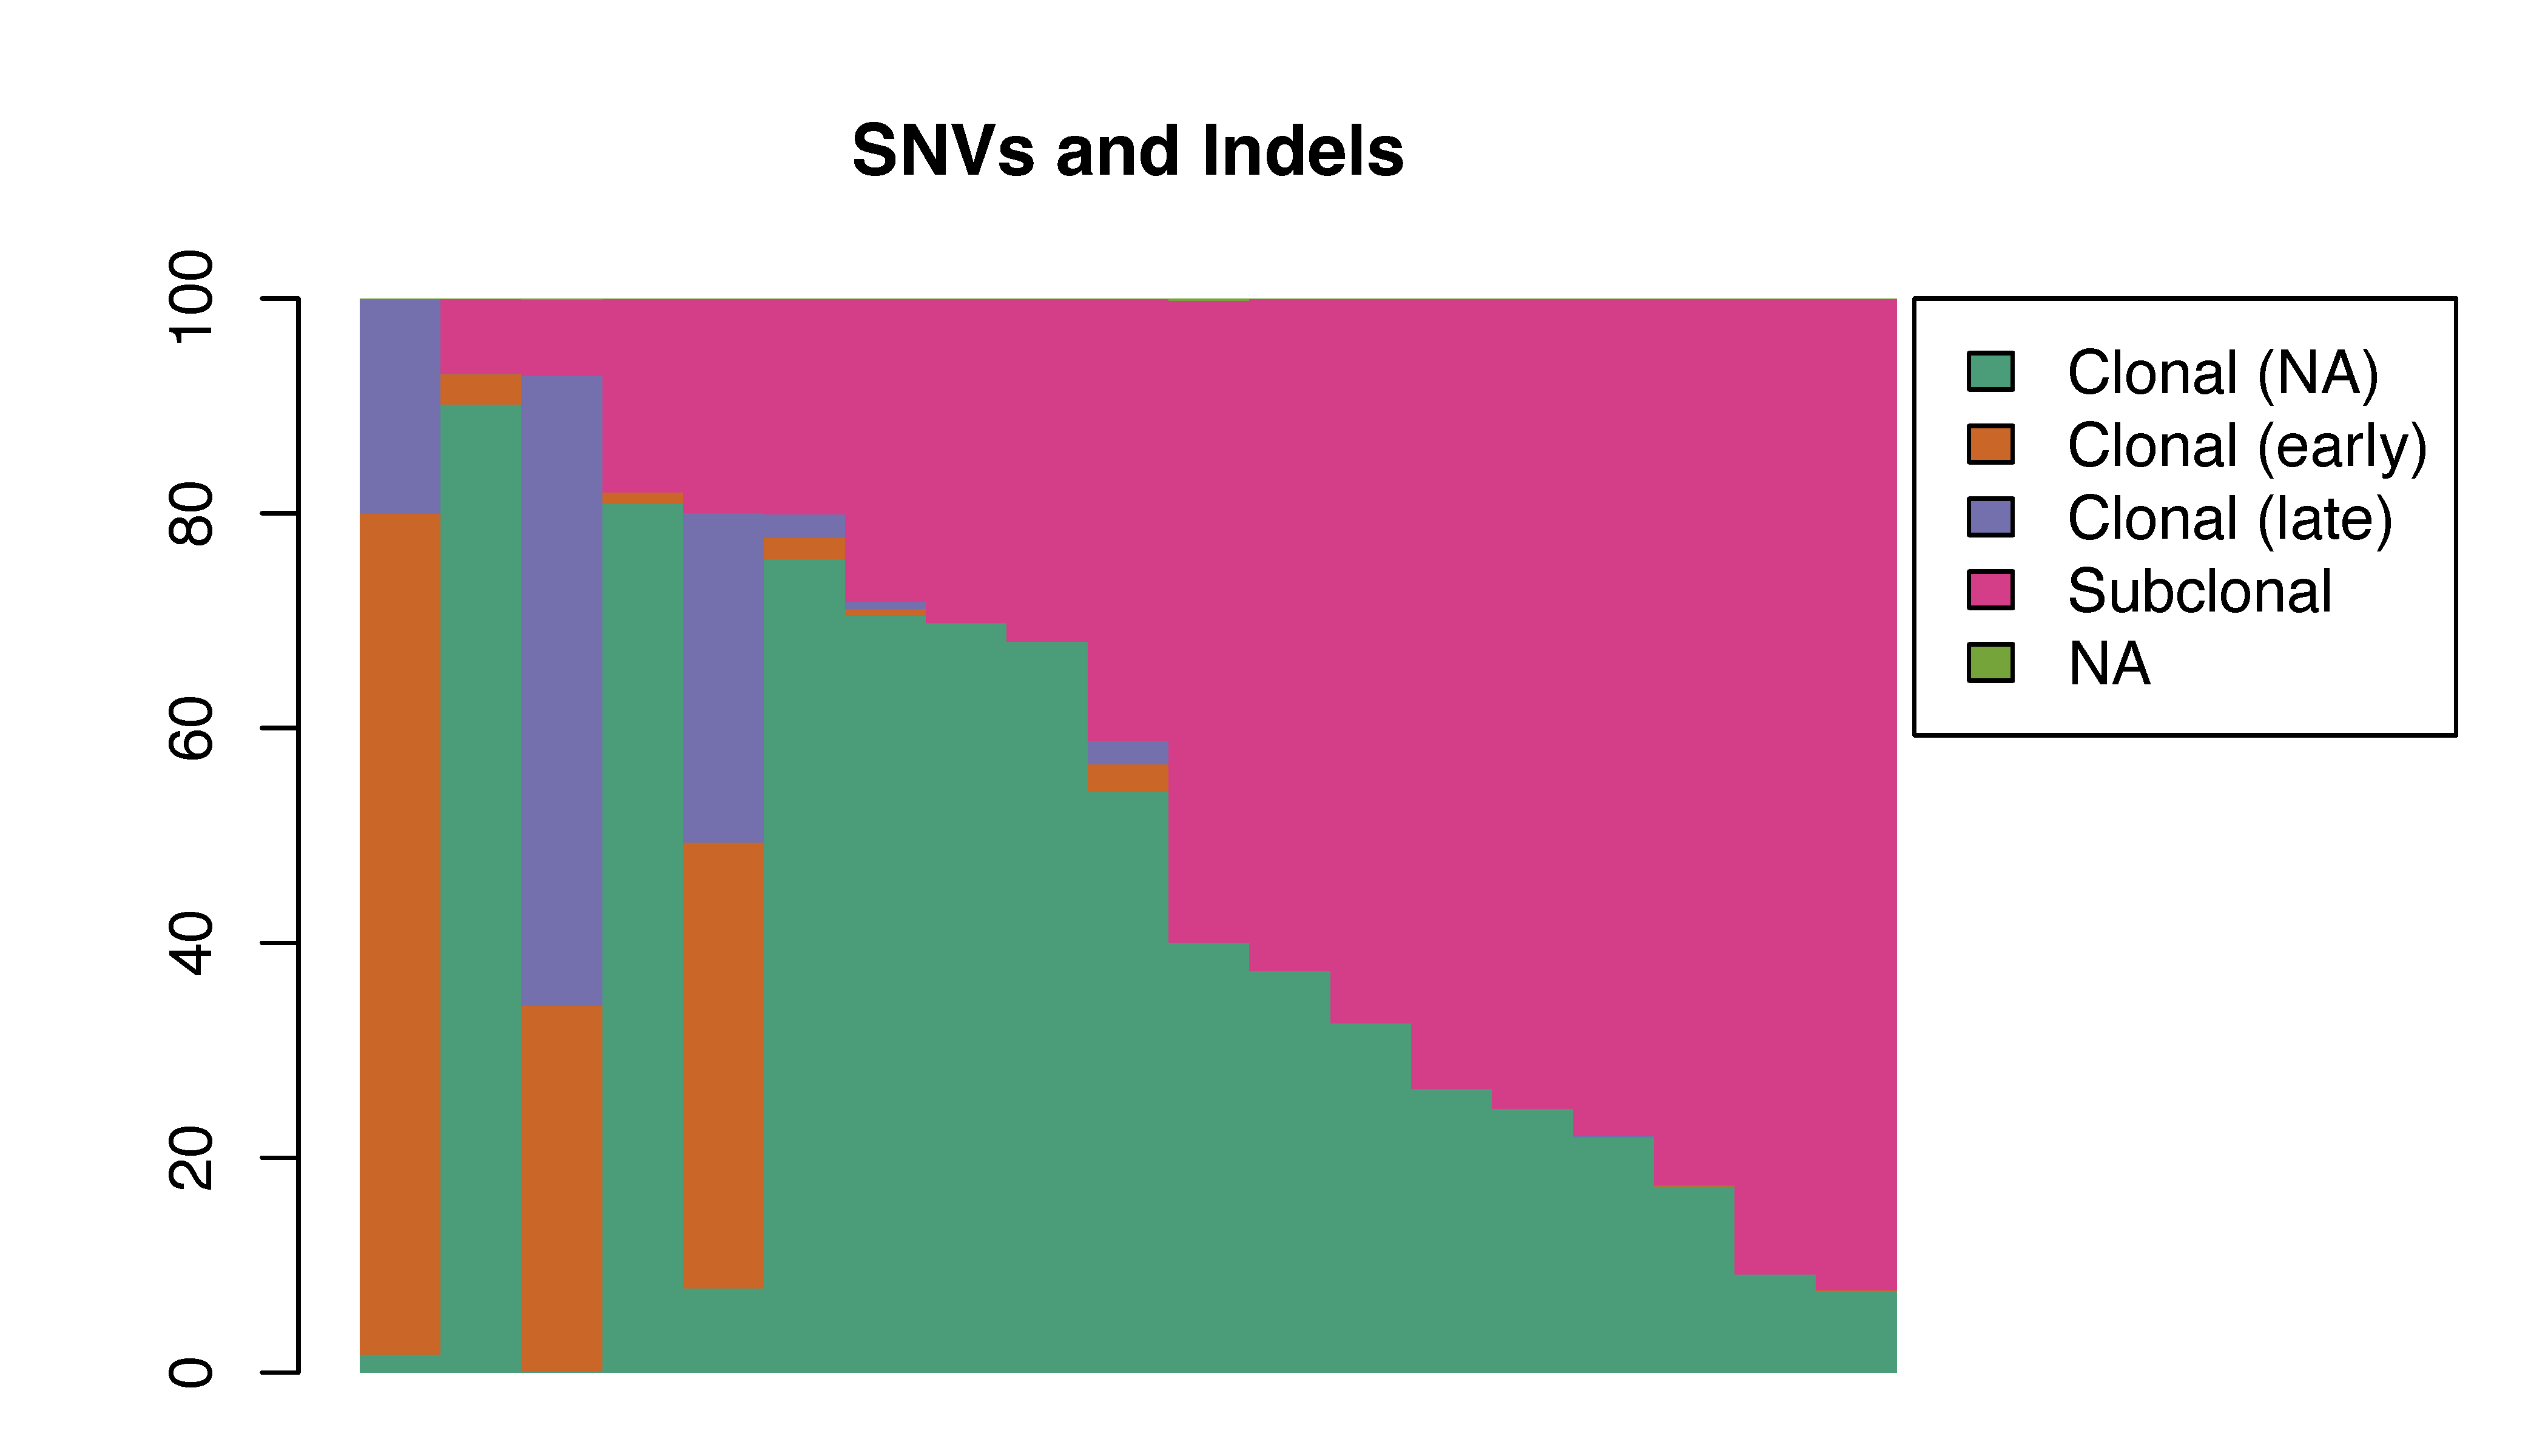 SNVs and Indels
100
80
60
40
20
0
Clonal (NA)
Clonal (early)
Clonal (late)
Subclonal
NA